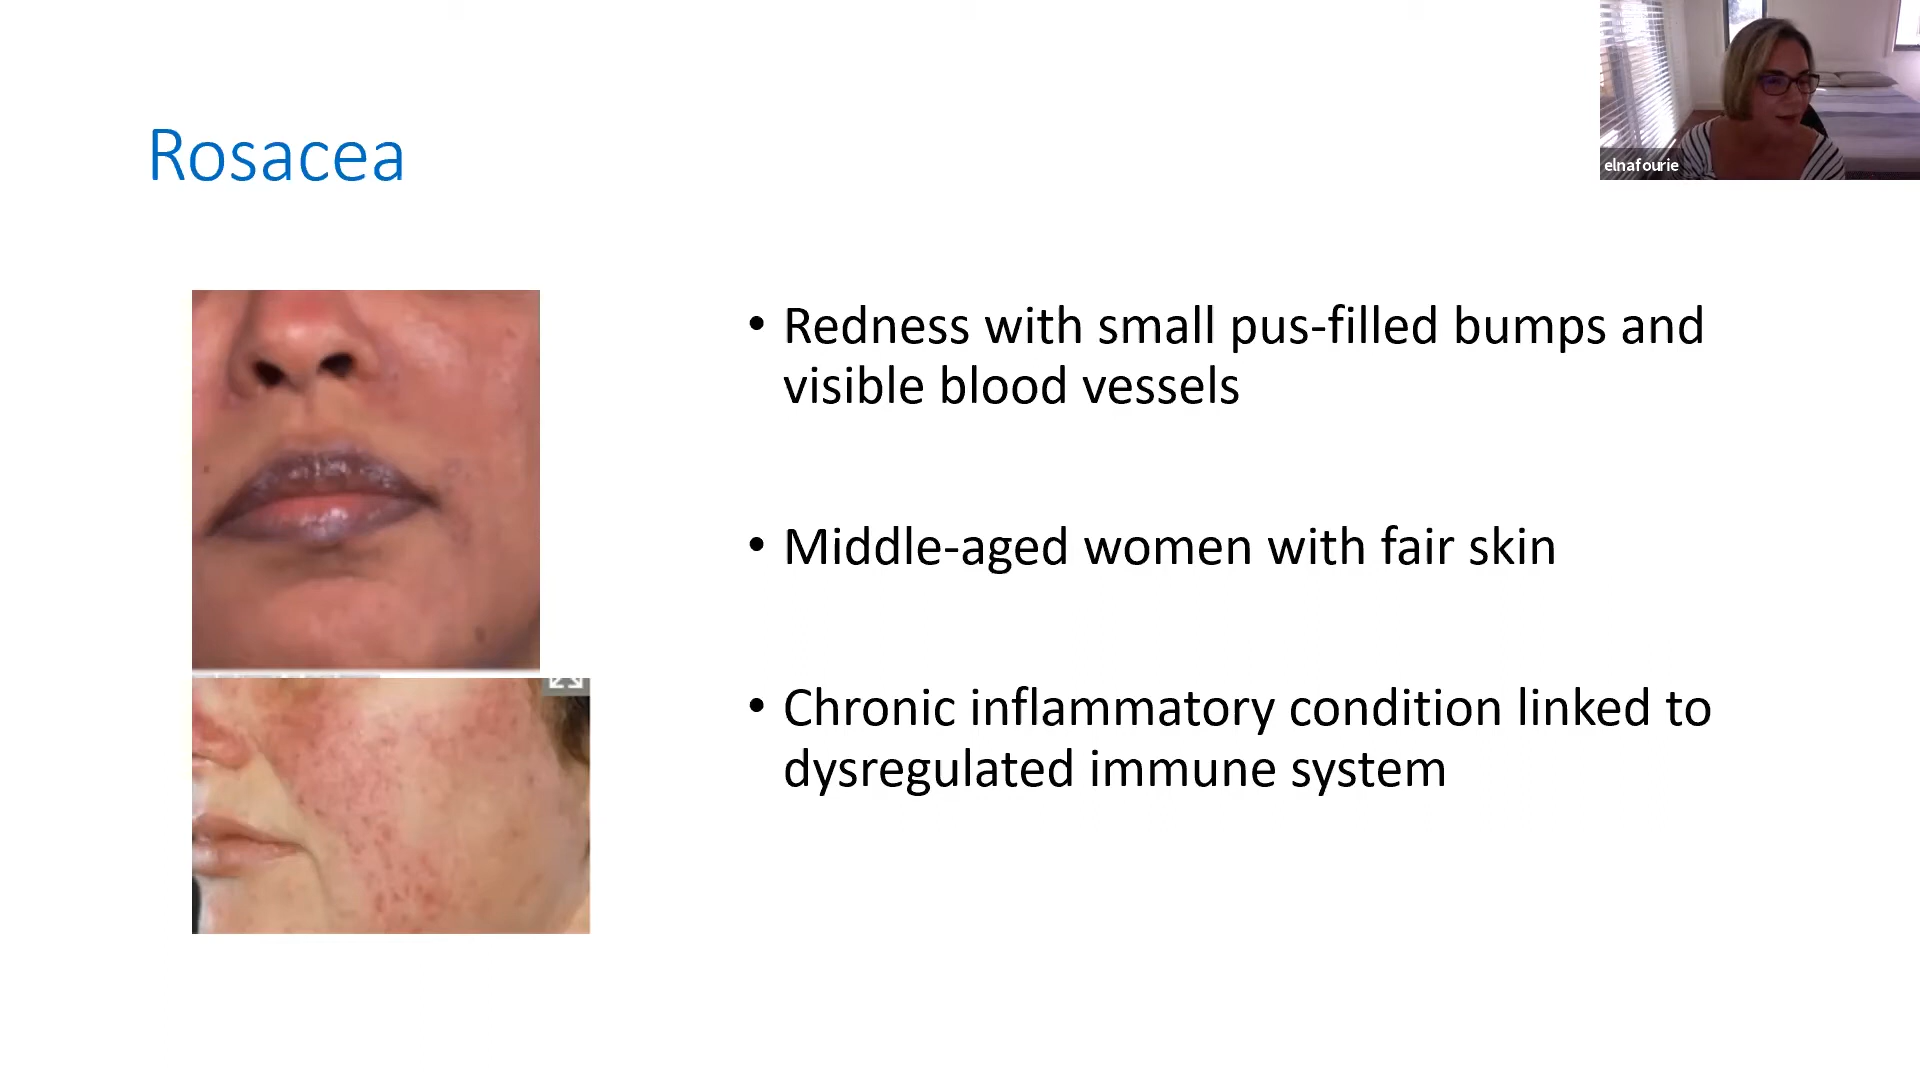 elnafourie
Rosacea
• Redness with small pus-filled bumps and
visible blood vessels
• Middle-aged women with fair skin
• Chronic inflammatory condition linked to
dysregulated immune system